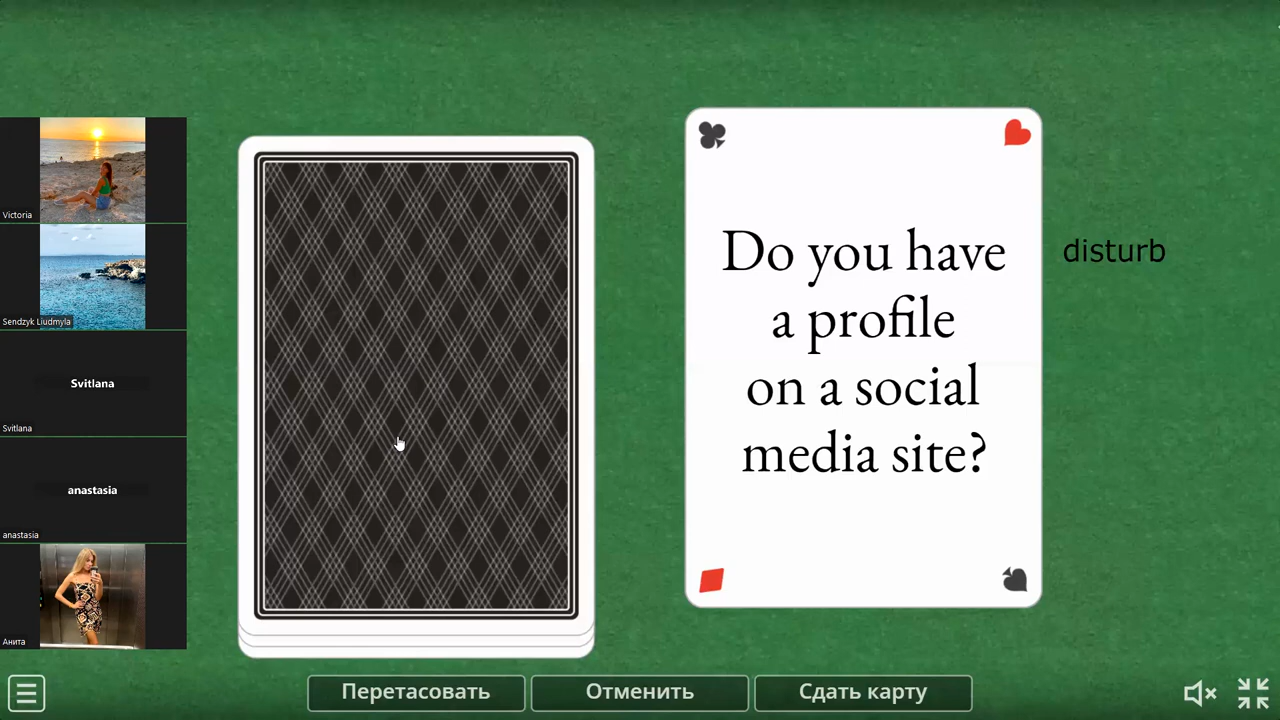 Victoria
Sendzyk Liudmyla
Svitlana
Svitlana
anastasia
anastasia
Анита
Do you have
a profile
on a social
media site?
disturb
Перетасовать
Отменить
Сдать карту